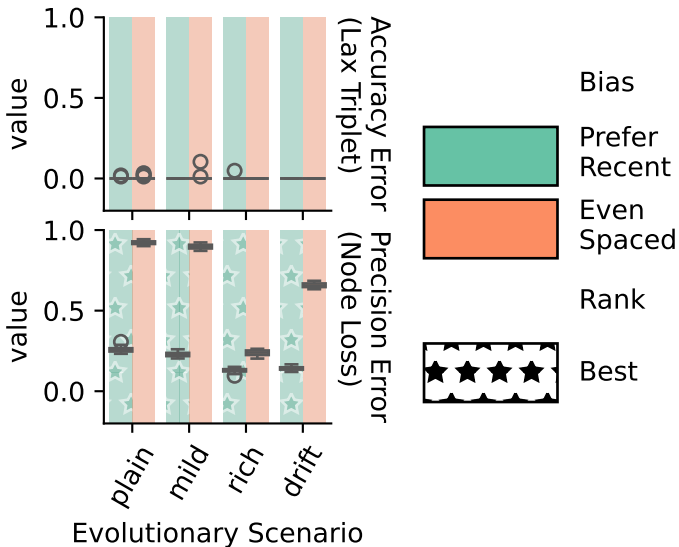 1.0
0.5
0.0
value
Accuracy Error
(Lax Triplet)
1.0
0.5
0.0
value
Precision Error
(Node Loss)
plain
mild
rich
drift
Evolutionary Scenario
Bias
Prefer
Recent
Even
Spaced
Rank
Best